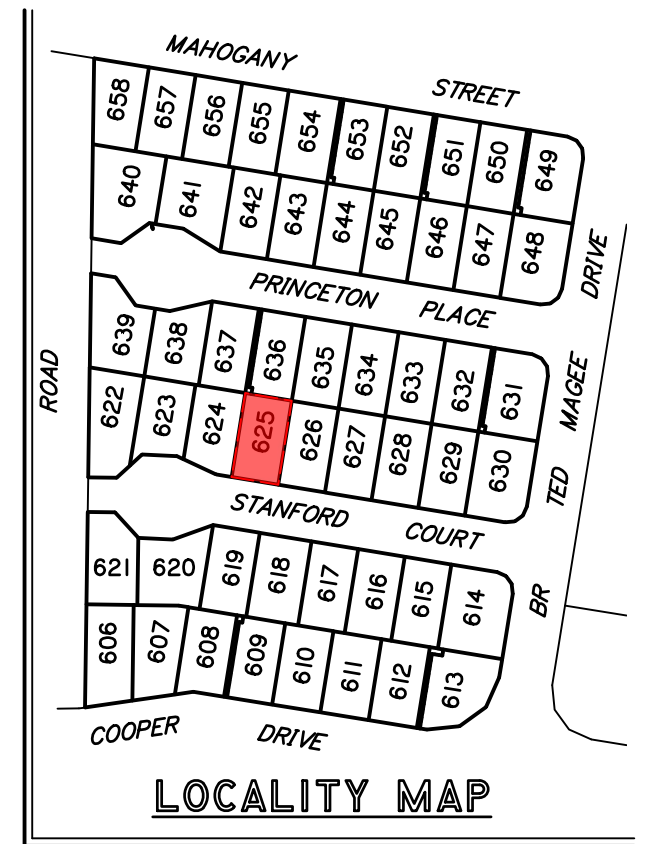 MAHOGANY STREET
658 657 656 655 654 653 652 651 650 649
640 641 642 643 644 645 646 647 648
DRIVE
PRINCETON PLACE
639 638 637 636 635 634 633 632 631
ROAD
MAGEE
622 623 624 625 626 627 628 629 630
TED
STANFORD COURT
621 620 619 618 617 616 615 614
BR
606 607 608 609 610 611 612 613
COOPER DRIVE
LOCALITY MAP